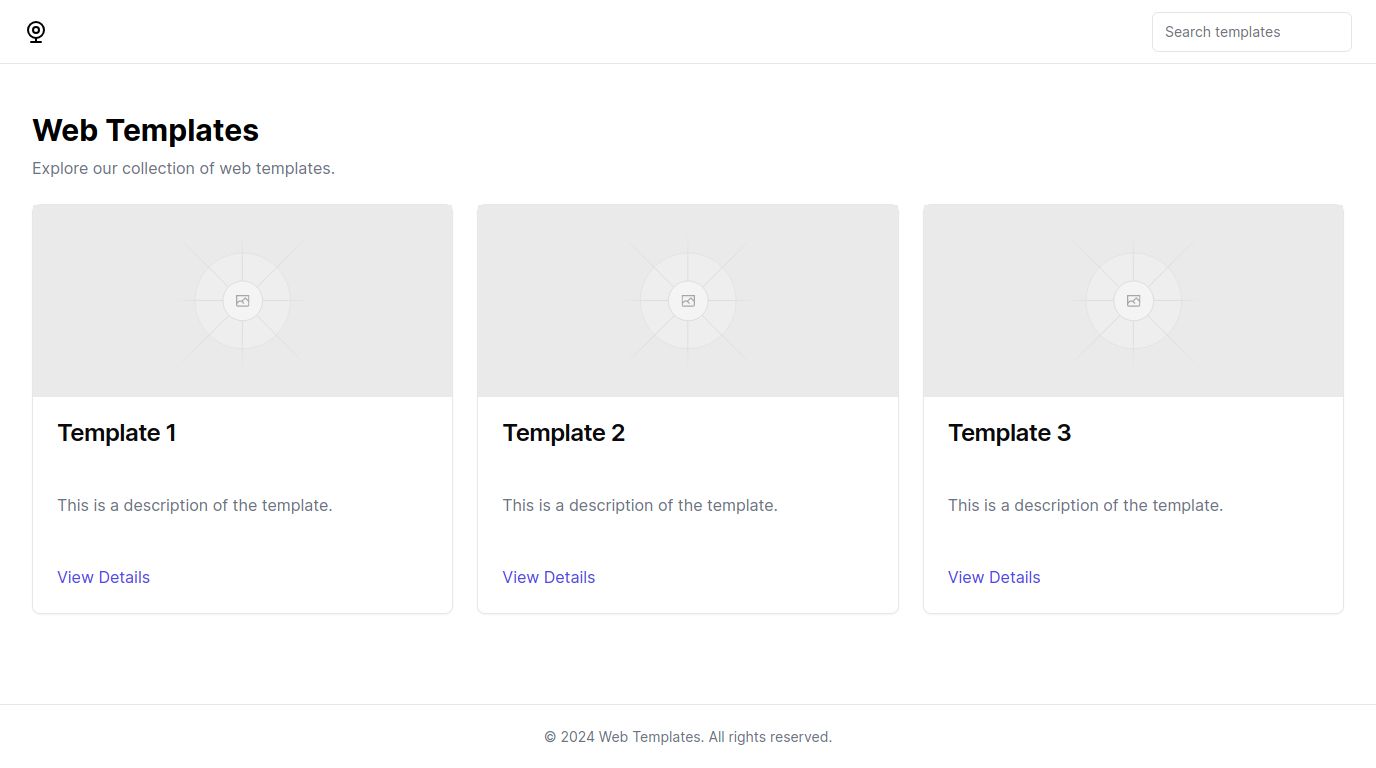 Search templates
Web Templates
Explore our collection of web templates.
Template 1
This is a description of the template.
View Details
Template 2
This is a description of the template.
View Details
Template 3
This is a description of the template.
View Details
© 2024 Web Templates. All rights reserved.